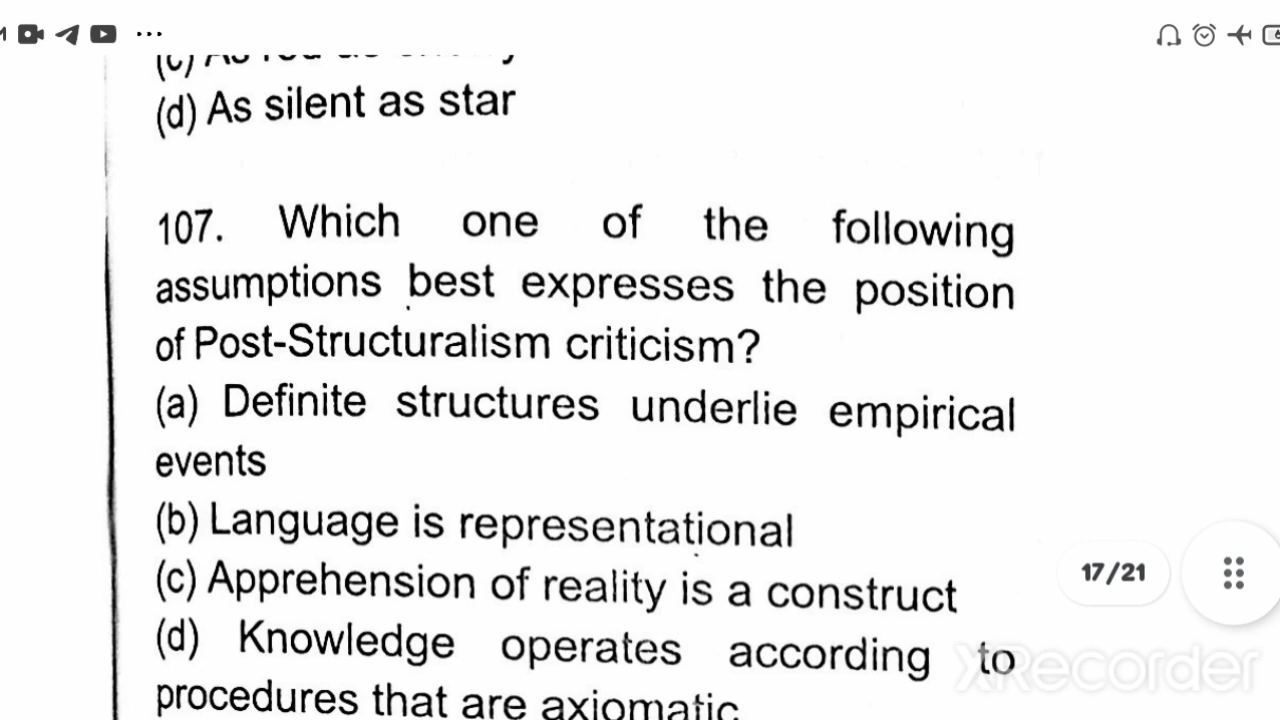 (d) As silent as star
107. Which one of the following
assumptions best expresses the position
of Post-Structuralism criticism?
(a) Definite structures underlie empirical
events
(b) Language is representational
(c) Apprehension of reality is a construct
17/21
(d) Knowledge operates according to
XRecorder
procedures that are axiomatic